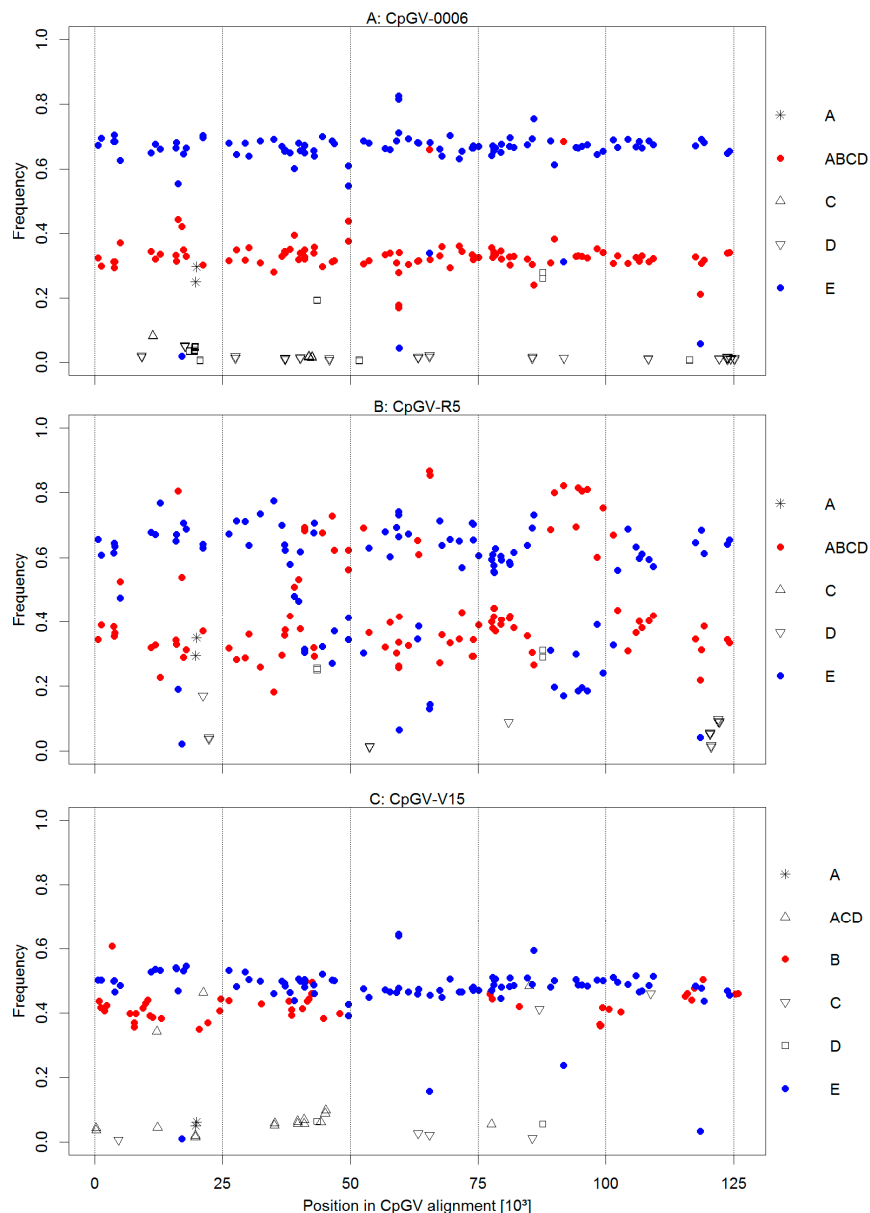 A: CpGV-0006
1.0
0.8
0.6
0.4
0.2
0.0
Frequency
A
ABCD
C
D
E
B: CpGV-R5
1.0
0.8
0.6
0.4
0.2
0.0
Frequency
A
ABCD
C
D
E
C: CpGV-V15
1.0
0.8
0.6
0.4
0.2
0.0
Frequency
A
ACD
B
C
D
E
0 25 50 75 100 125
Position in CpGV alignment [10³]